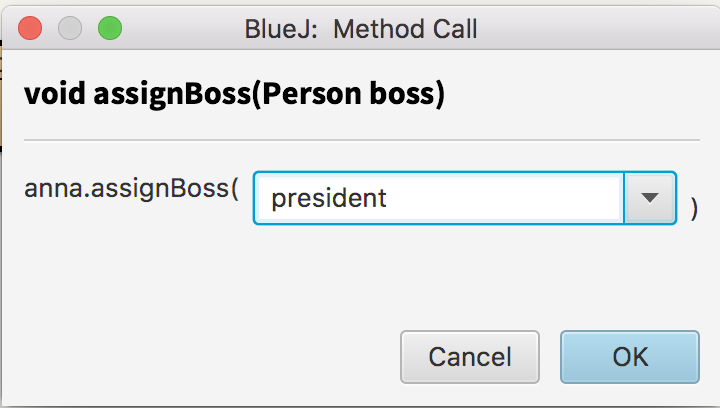 BlueJ: Method Call
void assignBoss(Person boss)
anna.assignBoss( president )
Cancel OK